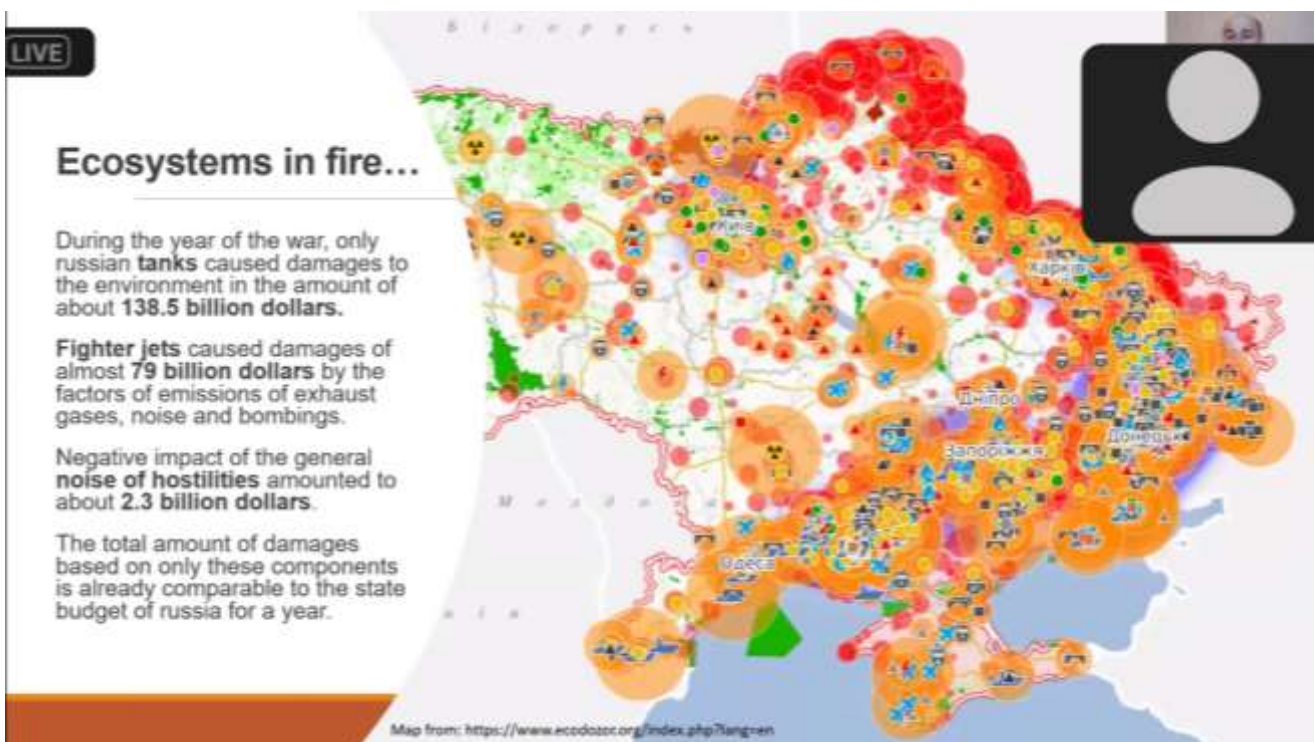 LIVE
Ecosystems in fire...
During the year of the war, only
russian tanks caused damages to
the environment in the amount of
about 138.5 billion dollars.
Fighter jets caused damages of
almost 79 billion dollars by the
factors of emissions of exhaust
gases, noise and bombings.
Negative impact of the general
noise of hostilities amounted to
about 2.3 billion dollars.
The total amount of damages
based on only these components
is already comparable to the state
budget of russia for a year.
Київ
Харків
Дніпро
Донецьк
Запоріжжя
Одеса
Map from: https://www.ecodozor.org/index.php?lang=en